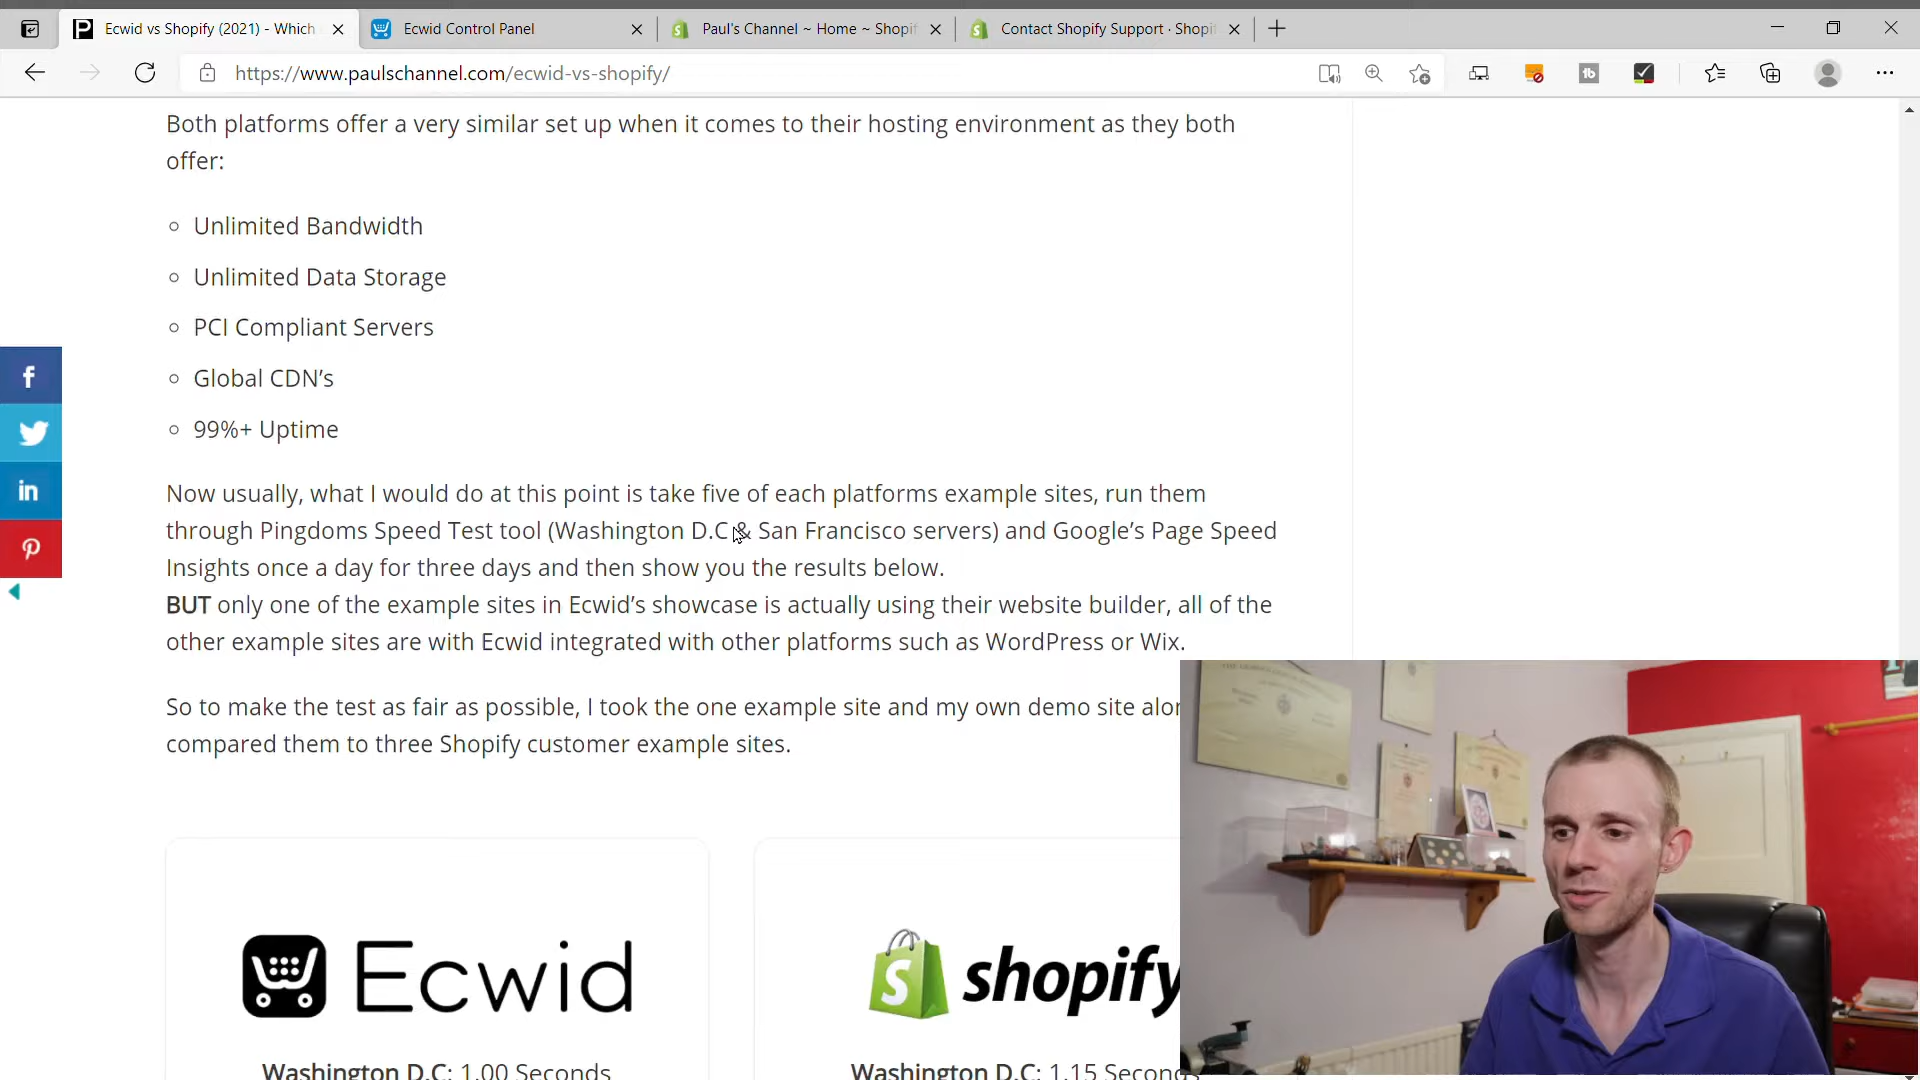 Ecwid vs Shopify (2021) - Which
Ecwid Control Panel
Paul's Channel ~ Home ~ Shopif
Contact Shopify Support · Shopi
https://www.paulschannel.com/ecwid-vs-shopify/
Both platforms offer a very similar set up when it comes to their hosting environment as they both
offer:
Unlimited Bandwidth
Unlimited Data Storage
PCI Compliant Servers
Global CDN’s
99%+ Uptime
Now usually, what I would do at this point is take five of each platforms example sites, run them
through Pingdoms Speed Test tool (Washington D.C & San Francisco servers) and Google’s Page Speed
Insights once a day for three days and then show you the results below.
BUT only one of the example sites in Ecwid’s showcase is actually using their website builder, all of the
other example sites are with Ecwid integrated with other platforms such as WordPress or Wix.
So to make the test as fair as possible, I took the one example site and my own demo site alon
compared them to three Shopify customer example sites.
Ecwid
shopify
Washington D.C: 1.00 Seconds
Washington D.C: 1.15 Seconds